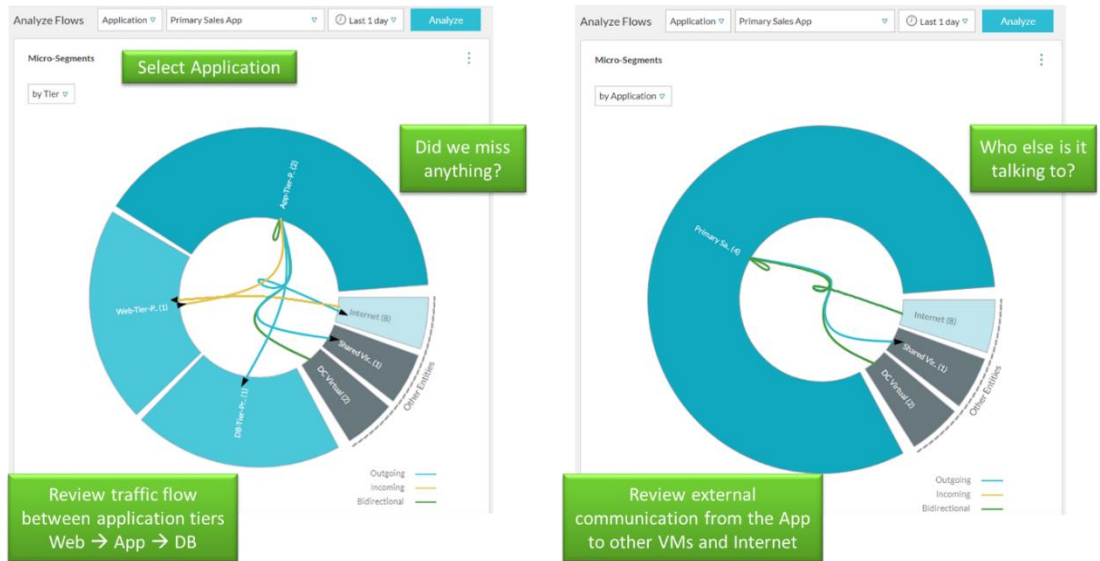 Analyze Flows Application Primary Sales App Last 1 day Analyze
Micro-Segments
Select Application
by Tier
Did we miss
anything?
App-Tier-P.. (2)
Web-Tier-P.. (1)
DB-Tier-Pr.. (1)
Internet (8)
Shared Vir.. (1)
DC Virtual (2)
Other Entities
Outgoing
Incoming
Bidirectional
Review traffic flow
between application tiers
Web → App → DB
Analyze Flows Application Primary Sales App Last 1 day Analyze
Micro-Segments
by Application
Who else is it
talking to?
Primary Sa.. (4)
Internet (8)
Shared Vir.. (1)
DC Virtual (2)
Other Entities
Outgoing
Incoming
Bidirectional
Review external
communication from the App
to other VMs and Internet